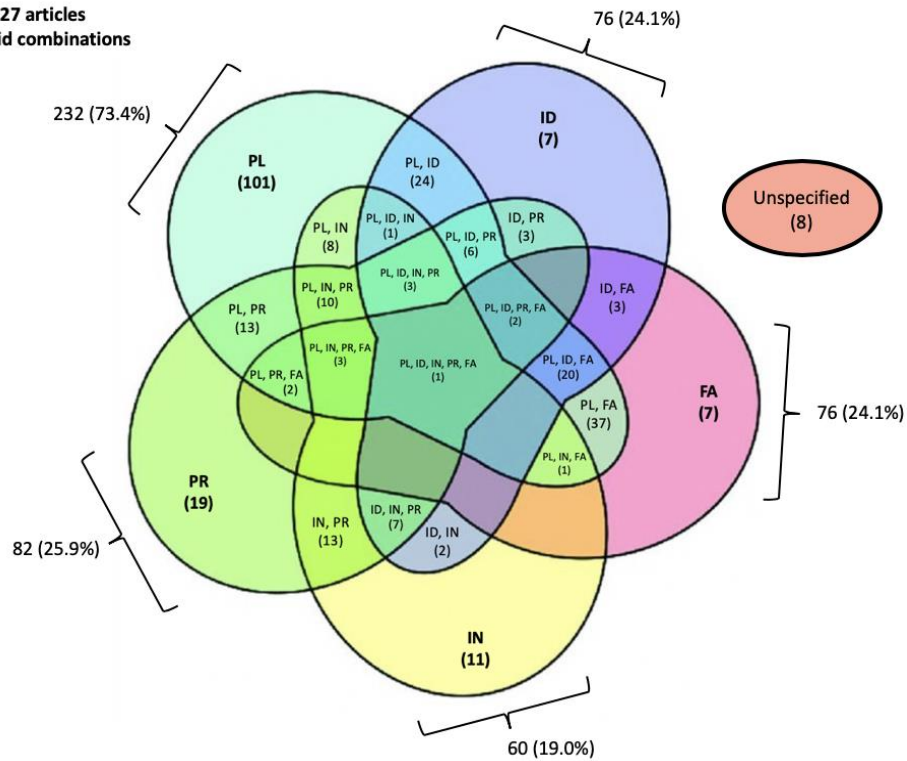 27 articles
id combinations
76 (24.1%)
232 (73.4%)
ID
(7)
PL
(101)
PL, ID
(24)
Unspecified
(8)
PL, IN
(8)
PL, ID, IN
(1)
PL, ID, PR
(6)
ID, PR
(3)
PL, ID, IN, PR
(3)
PL, IN, PR
(10)
ID, FA
(3)
PL, PR
(13)
PL, ID, PR, FA
(2)
PL, IN, PR, FA
(3)
PL, ID, IN, PR, FA
(1)
PL, ID, FA
(20)
PL, PR, FA
(2)
PL, FA
(37)
FA
(7)
76 (24.1%)
PL, IN, FA
(1)
PR
(19)
IN, PR
(13)
ID, IN, PR
(7)
ID, IN
(2)
82 (25.9%)
IN
(11)
60 (19.0%)